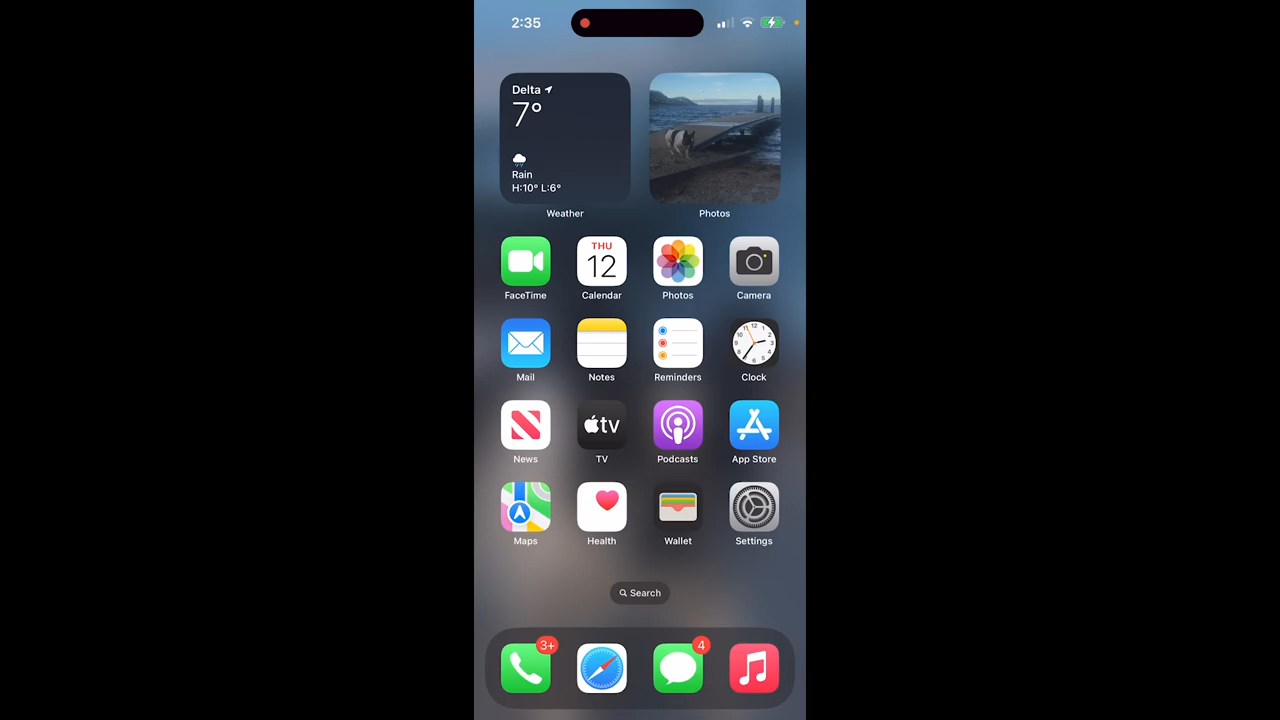 2:35
Delta
7°
Rain
H:10° L:6°
Weather
Photos
THU
12
FaceTime
Calendar
Photos
Camera
Mail
Notes
Reminders
Clock
tv
News
TV
Podcasts
App Store
Maps
Health
Wallet
Settings
Search
3+
4